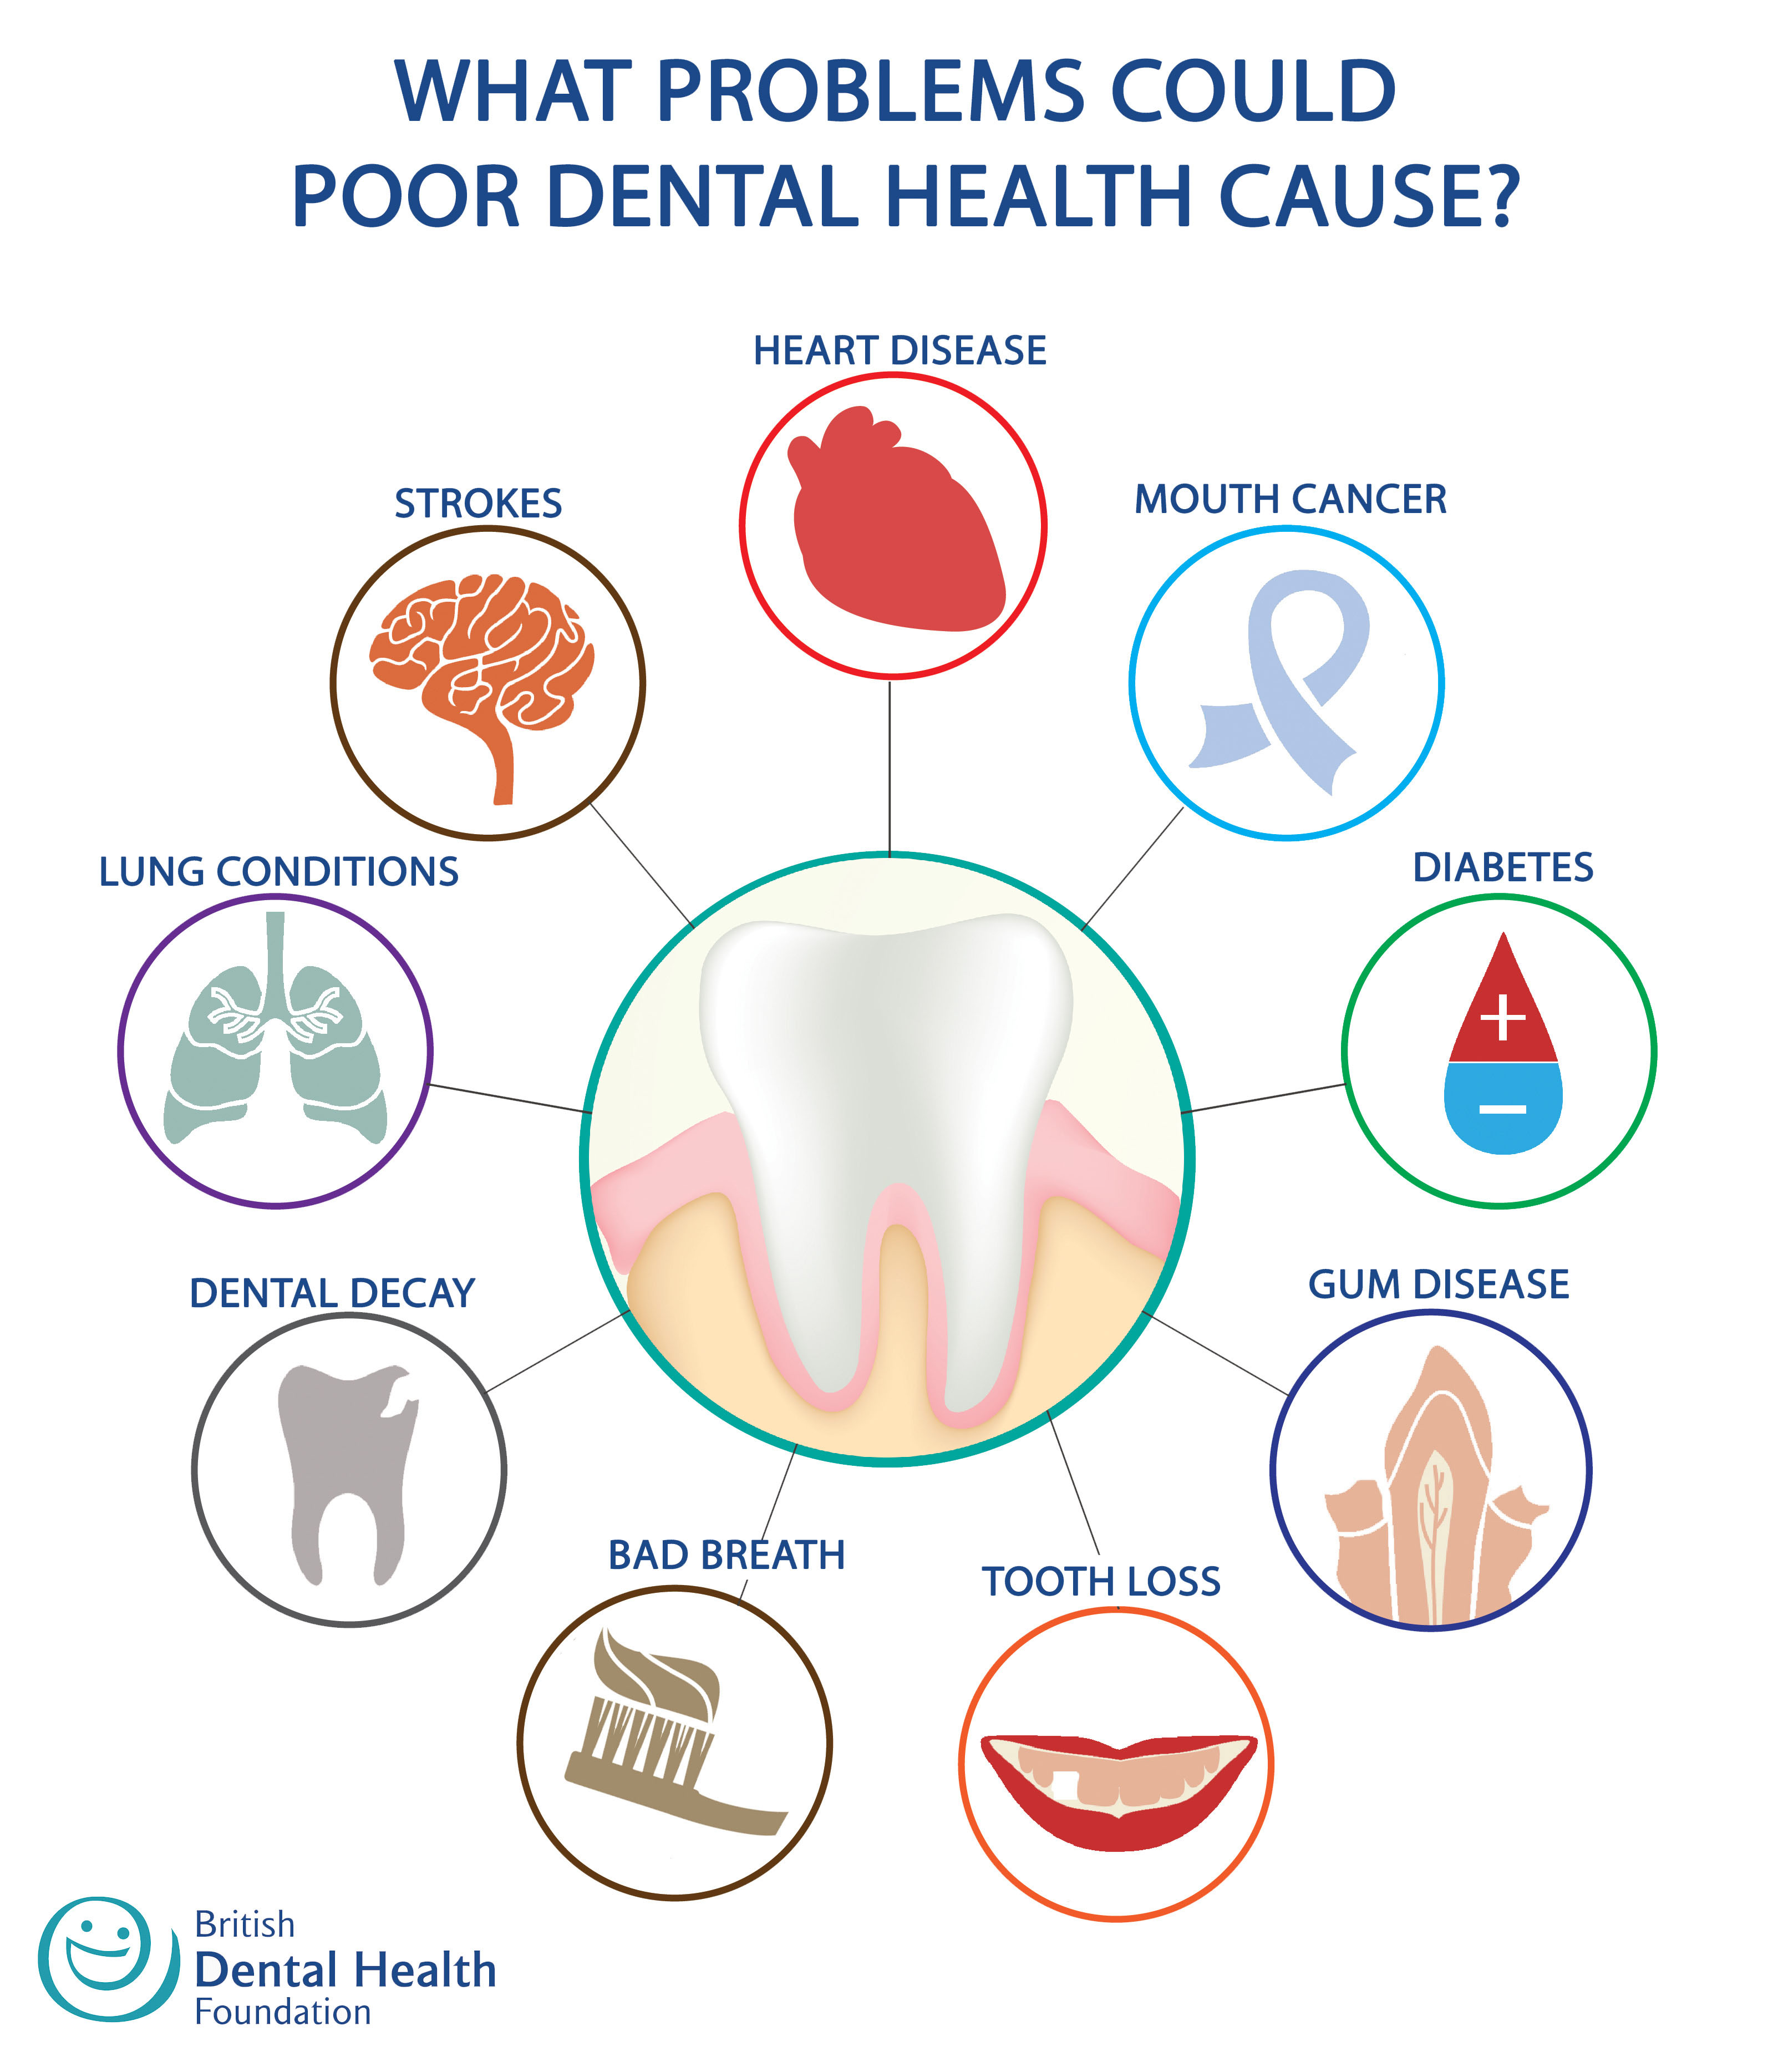 WHAT PROBLEMS COULD
POOR DENTAL HEALTH CAUSE?
HEART DISEASE
STROKES
MOUTH CANCER
LUNG CONDITIONS
DIABETES
DENTAL DECAY
GUM DISEASE
BAD BREATH
TOOTH LOSS
British
Dental Health
Foundation